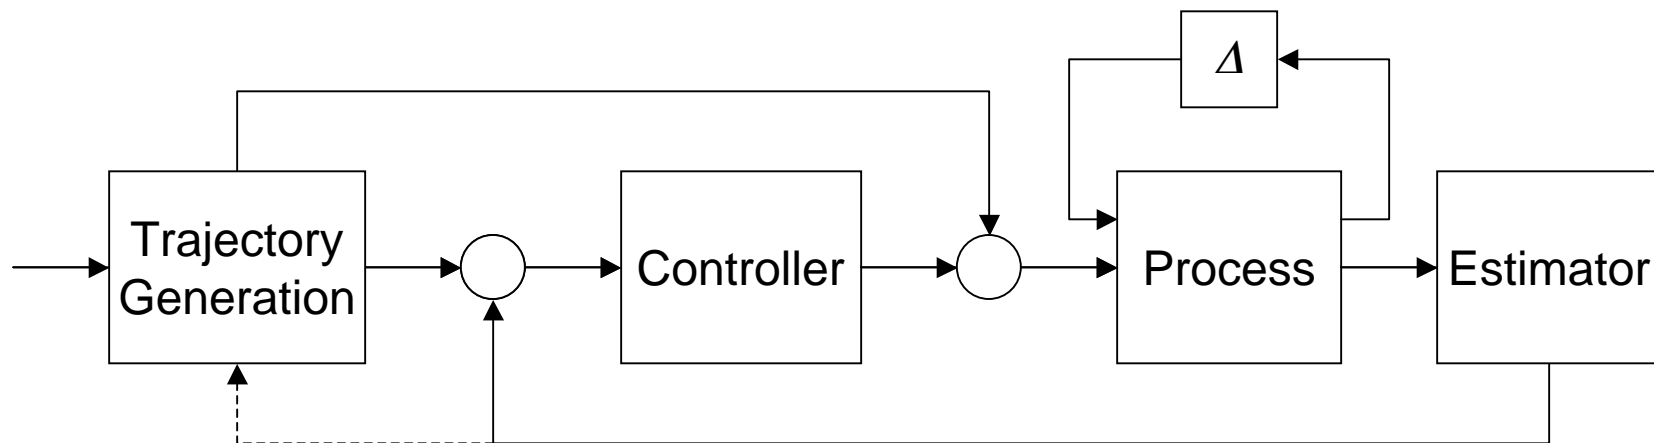 Δ
Trajectory
Generation
Controller
Process
Estimator